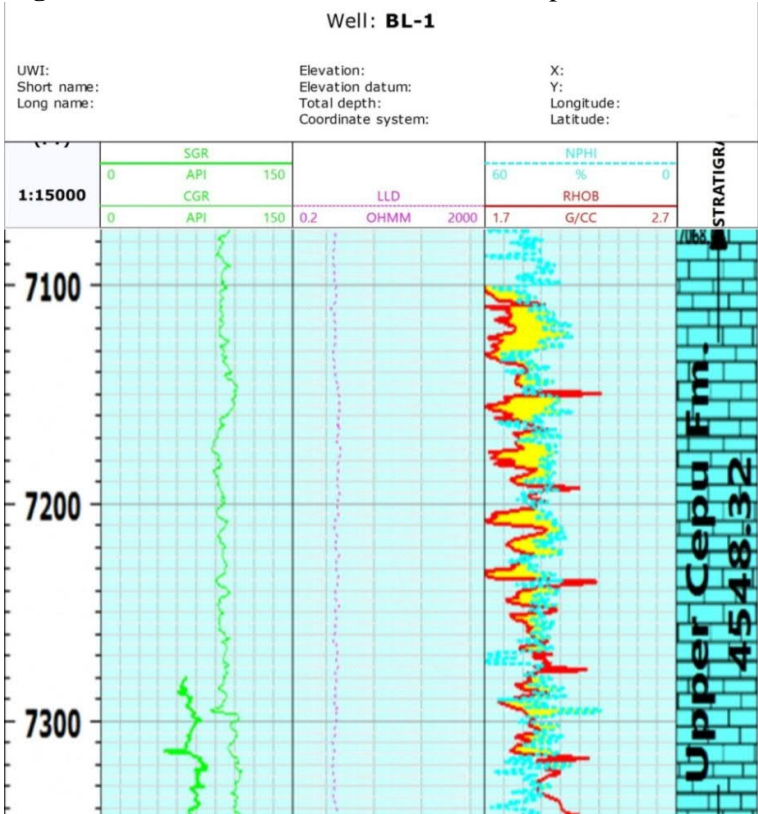 Well: BL-1
UWI: Elevation: X:
Short name: Elevation datum: Y:
Long name: Total depth: Longitude:
Coordinate system: Latitude:
SGR NPHI
0 API 150 60 % 0
1:15000 CGR LLD RHOB STRATIGRA
0 API 150 0.2 OHMM 2000 1.7 G/CC 2.7
7068
7100
7200
7300
Upper Cepu Fm.
4548.32